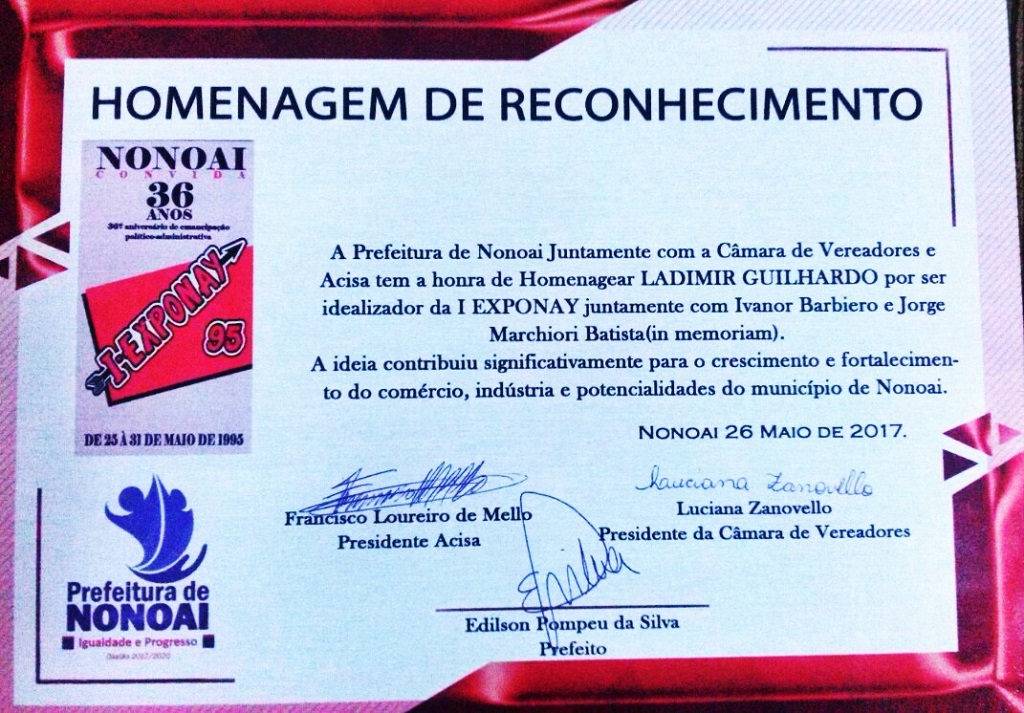 HOMENAGEM DE RECONHECIMENTO
NONOAI
CONVIDA
36
ANOS
36º aniversário de emancipação
político-administrativa
I-EXPONAY
95
DE 25 À 31 DE MAIO DE 1995
A Prefeitura de Nonoai Juntamente com a Câmara de Vereadores e
Acisa tem a honra de Homenagear LADIMIR GUILHARDO por ser
idealizador da I EXPONAY juntamente com Ivanor Barbiero e Jorge
Marchiori Batista(in memoriam).
A ideia contribuiu significativamente para o crescimento e fortalecimen-
to do comércio, indústria e potencialidades do município de Nonoai.
NONOAI 26 MAIO DE 2017.
Francisco Loureiro de Mello
Presidente Acisa
Lauciana Zanovello
Luciana Zanovello
Presidente da Câmara de Vereadores
Epsilva
Edilson Pompeu da Silva
Prefeito
Prefeitura de
NONOAI
Igualdade e Progresso
(Gestão 2017/2020)